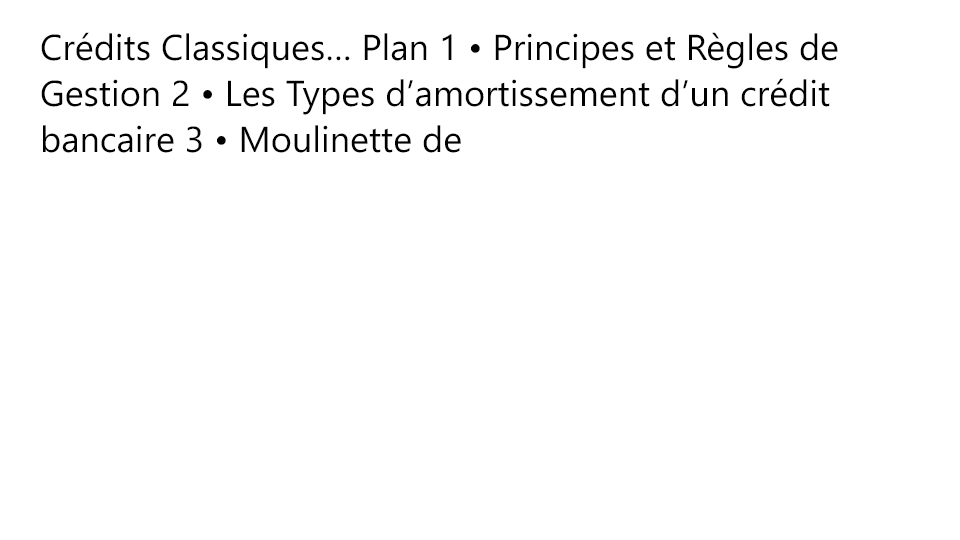 Crédits Classiques… Plan 1 • Principes et Règles de
Gestion 2 • Les Types d’amortissement d’un crédit
bancaire 3 • Moulinette de